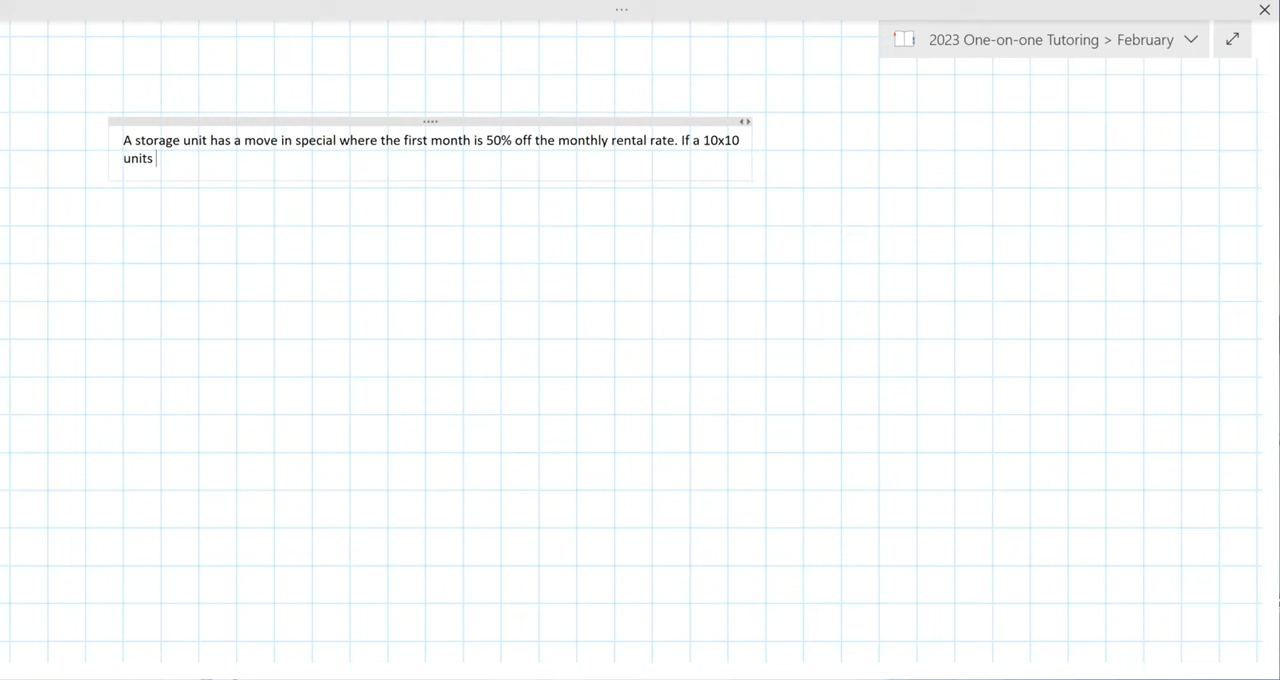 2023 One-on-one Tutoring > February
A storage unit has a move in special where the first month is 50% off the monthly rental rate. If a 10x10
units